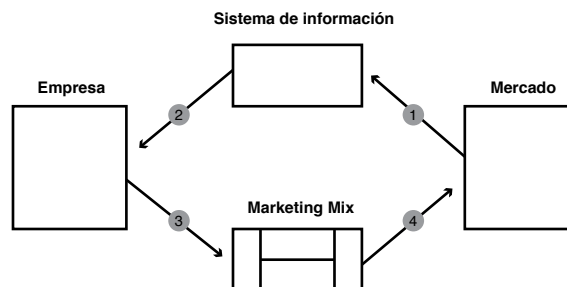 Sistema de información
Empresa
Mercado
2
1
3
Marketing Mix
4